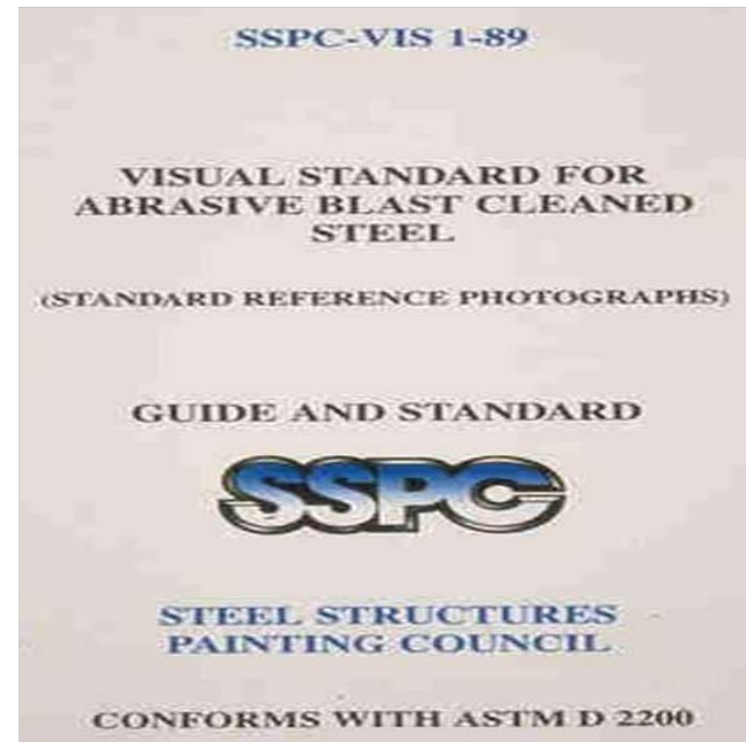 SSPC-VIS 1-89
VISUAL STANDARD FOR
ABRASIVE BLAST CLEANED
STEEL
(STANDARD REFERENCE PHOTOGRAPHS)
GUIDE AND STANDARD
SSPC
STEEL STRUCTURES
PAINTING COUNCIL
CONFORMS WITH ASTM D 2200